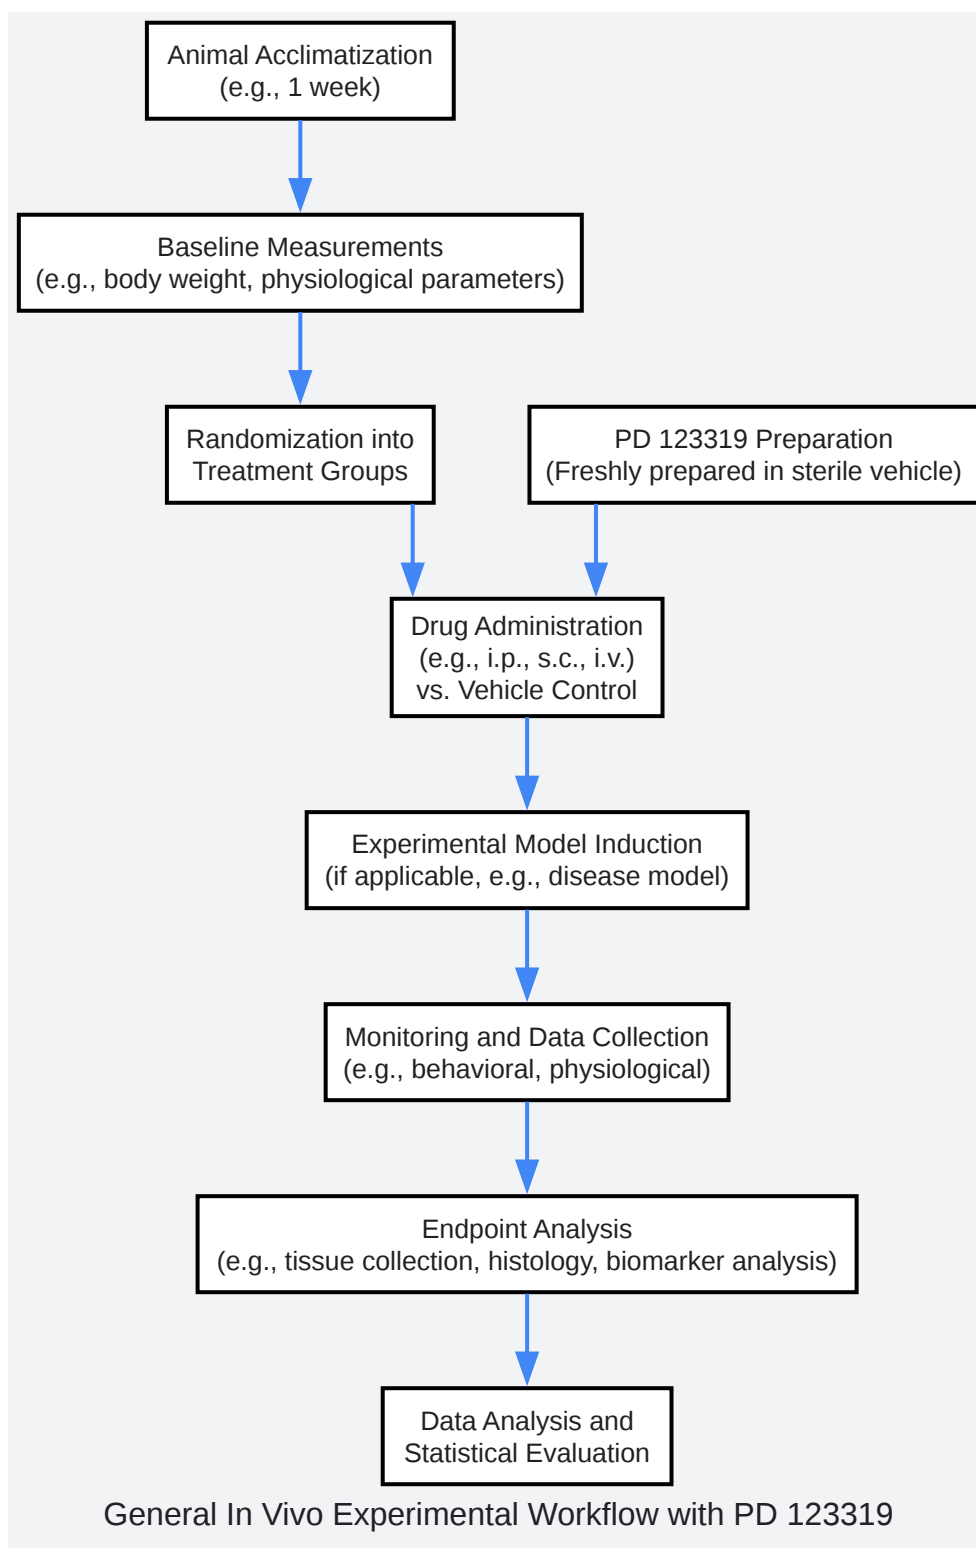 Animal Acclimatization
(e.g., 1 week)
Baseline Measurements
(e.g., body weight, physiological parameters)
Randomization into
Treatment Groups
PD 123319 Preparation
(Freshly prepared in sterile vehicle)
Drug Administration
(e.g., i.p., s.c., i.v.)
vs. Vehicle Control
Experimental Model Induction
(if applicable, e.g., disease model)
Monitoring and Data Collection
(e.g., behavioral, physiological)
Endpoint Analysis
(e.g., tissue collection, histology, biomarker analysis)
Data Analysis and
Statistical Evaluation
General In Vivo Experimental Workflow with PD 123319